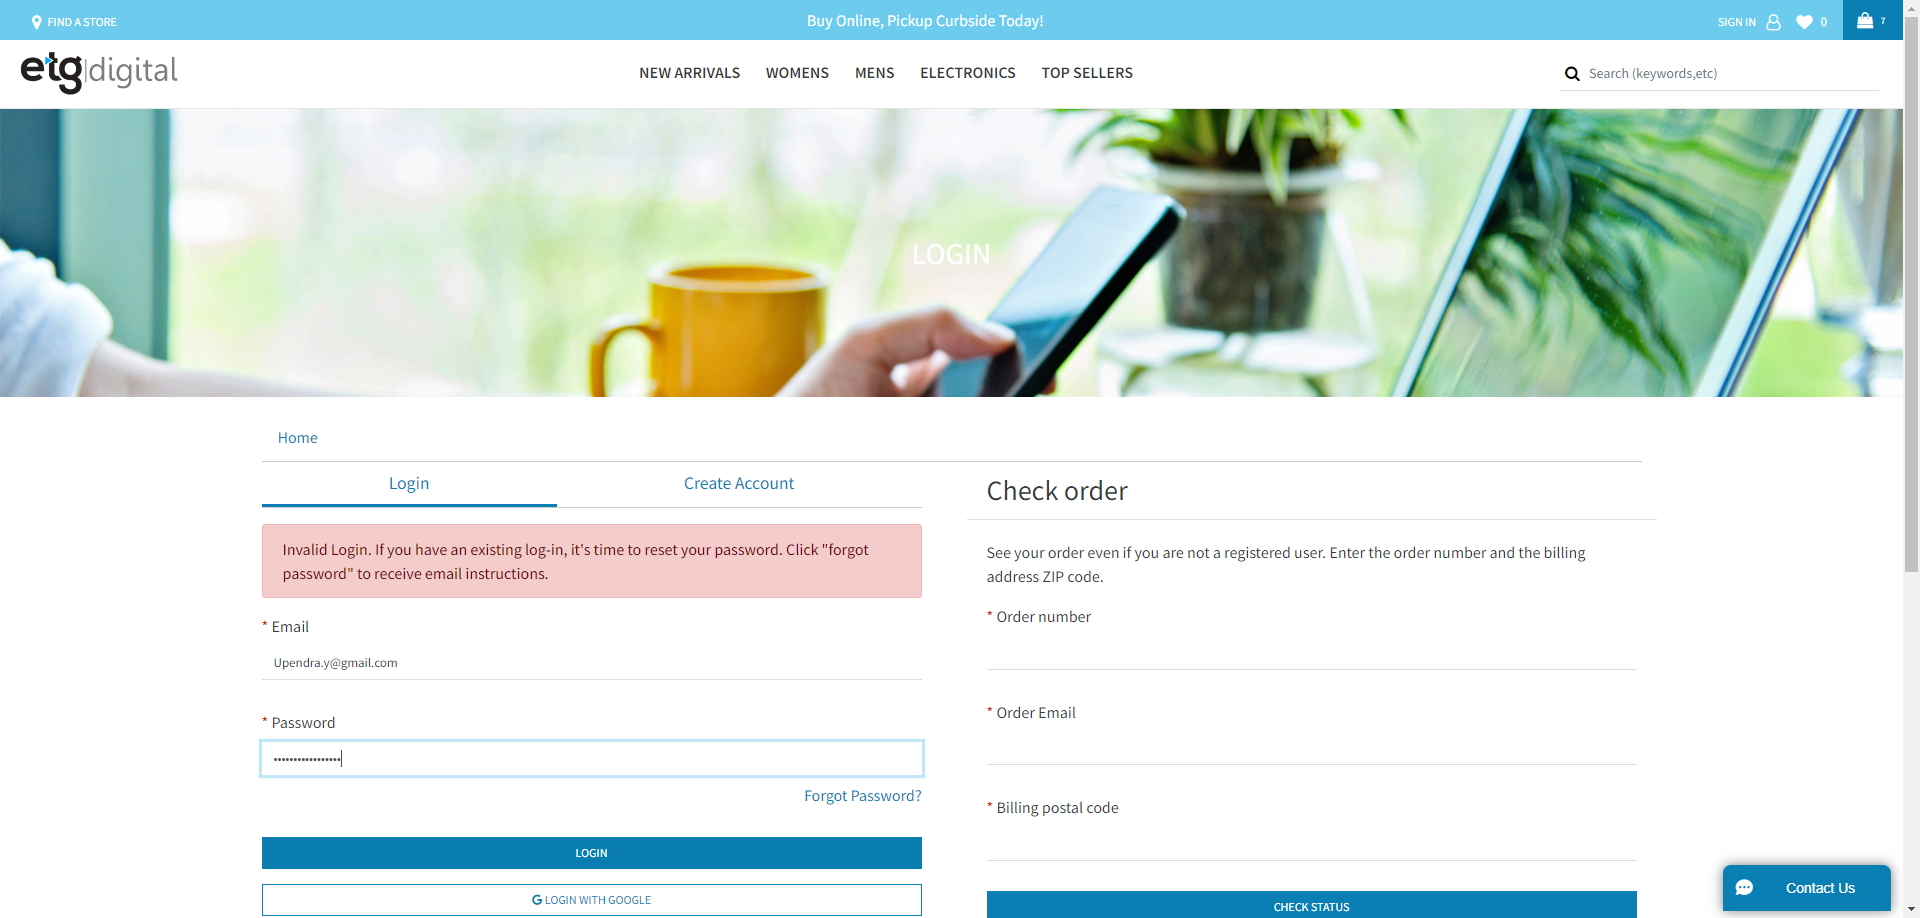 FIND A STORE
Buy Online, Pickup Curbside Today!
SIGN IN
0
7
etg|digital
NEW ARRIVALS
WOMENS
MENS
ELECTRONICS
TOP SELLERS
Search (keywords,etc)
LOGIN
Home
Login
Create Account
Invalid Login. If you have an existing log-in, it's time to reset your password. Click "forgot
password" to receive email instructions.
* Email
Upendra.y@gmail.com
* Password
•••••••••••••••••
Forgot Password?
LOGIN
G LOGIN WITH GOOGLE
Check order
See your order even if you are not a registered user. Enter the order number and the billing
address ZIP code.
* Order number
* Order Email
* Billing postal code
CHECK STATUS
Contact Us